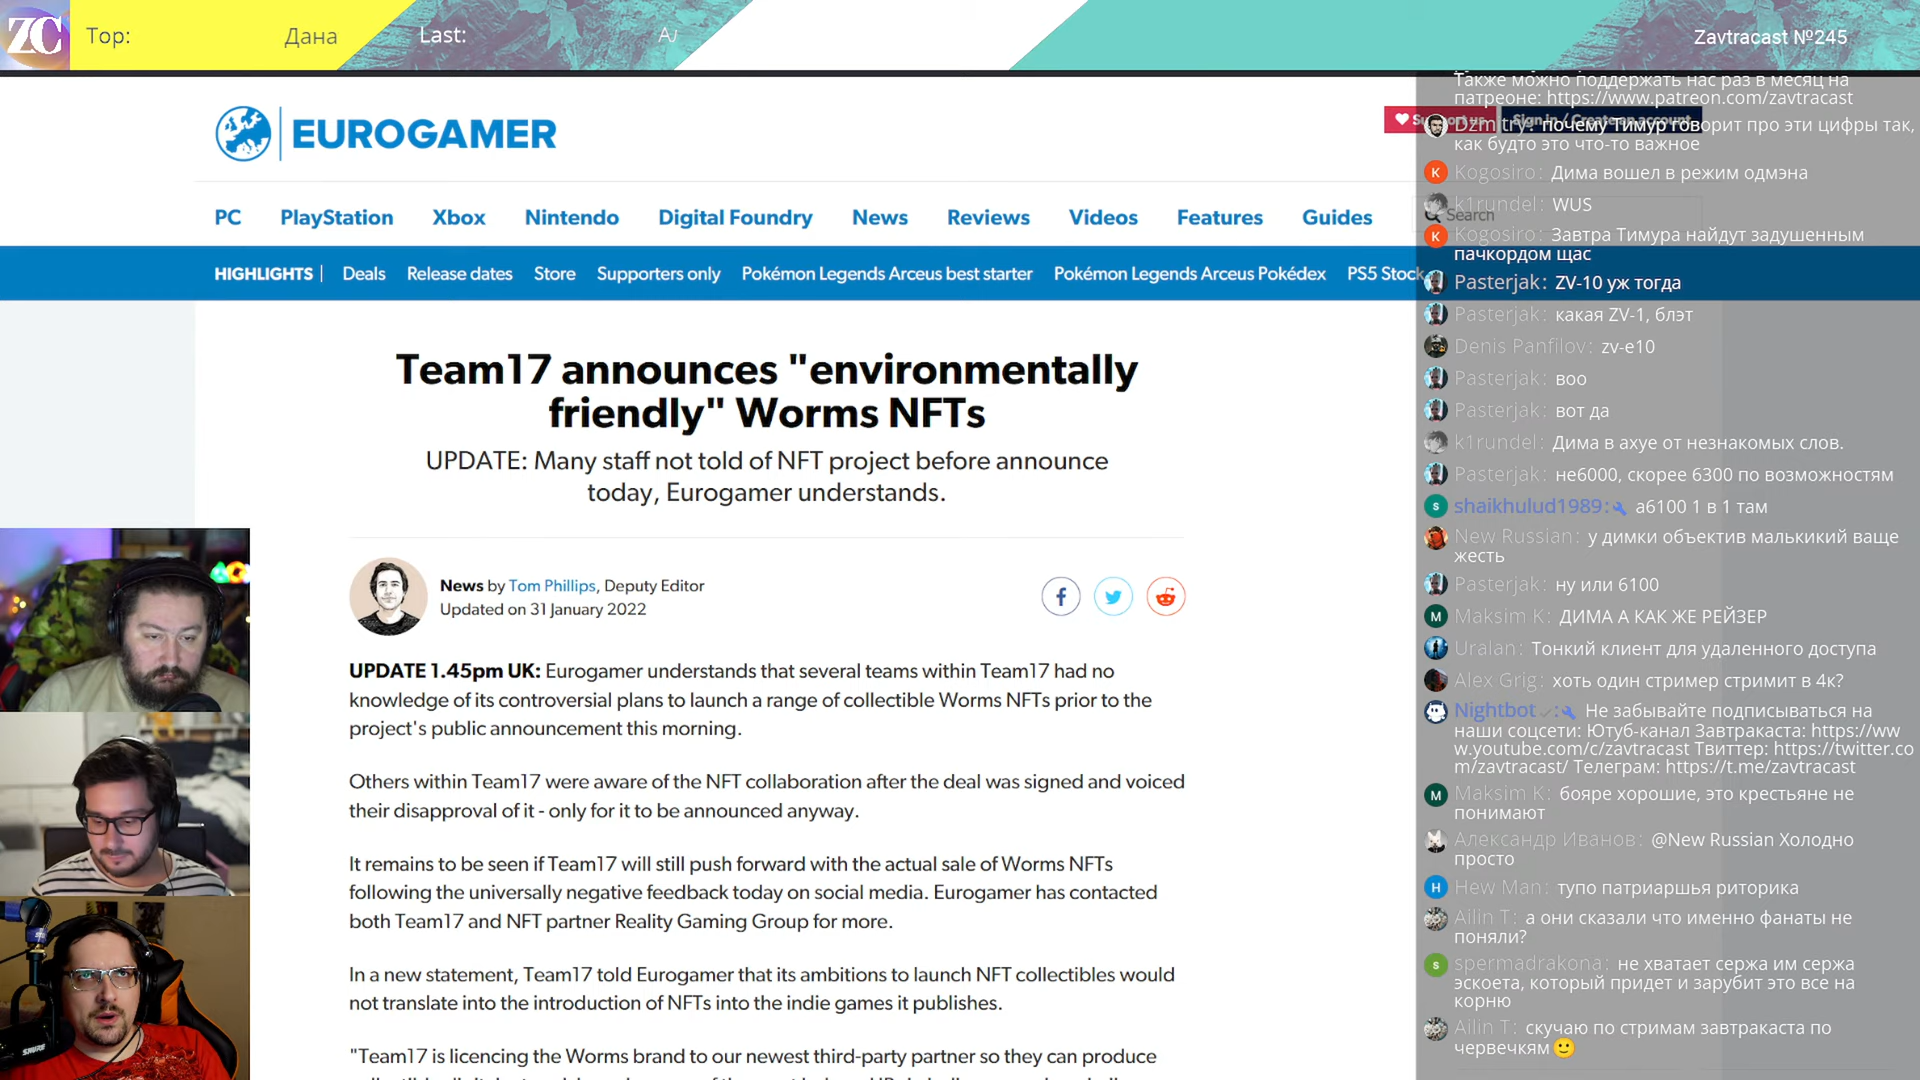 ZC
Top:
Дана
Last:
Zavtracast №245
EUROGAMER
Sign in / Create an account
PC
PlayStation
Xbox
Nintendo
Digital Foundry
News
Reviews
Videos
Features
Guides
Search
HIGHLIGHTS |
Deals
Release dates
Store
Supporters only
Pokémon Legends Arceus best starter
Pokémon Legends Arceus Pokédex
PS5 Stock
Team17 announces "environmentally
friendly" Worms NFTs
UPDATE: Many staff not told of NFT project before announce
today, Eurogamer understands.
News by Tom Phillips, Deputy Editor
Updated on 31 January 2022
UPDATE 1.45pm UK: Eurogamer understands that several teams within Team17 had no
knowledge of its controversial plans to launch a range of collectible Worms NFTs prior to the
project's public announcement this morning.
Others within Team17 were aware of the NFT collaboration after the deal was signed and voiced
their disapproval of it - only for it to be announced anyway.
It remains to be seen if Team17 will still push forward with the actual sale of Worms NFTs
following the universally negative feedback today on social media. Eurogamer has contacted
both Team17 and NFT partner Reality Gaming Group for more.
In a new statement, Team17 told Eurogamer that its ambitions to launch NFT collectibles would
not translate into the introduction of NFTs into the indie games it publishes.
"Team17 is licencing the Worms brand to our newest third-party partner so they can produce
SHURE
Также можно поддержать нас раз в месяц на
патреоне: https://www.patreon.com/zavtracast
Dzmitry: почему Тимур говорит про эти цифры так,
как будто это что-то важное
Kogosiro: Дима вошел в режим одмэна
k1rundel: WUS
Kogosiro: Завтра Тимура найдут задушенным
пачкордом щас
Pasterjak: ZV-10 уж тогда
Pasterjak: какая ZV-1, блэт
Denis Panfilov: zv-e10
Pasterjak: воо
Pasterjak: вот да
k1rundel: Дима в ахуе от незнакомых слов.
Pasterjak: не6000, скорее 6300 по возможностям
shaikhulud1989: а6100 1 в 1 там
New Russian: у димки объектив малькикий ваще
жесть
Pasterjak: ну или 6100
Maksim K: ДИМА А КАК ЖЕ РЕЙЗЕР
Uralan: Тонкий клиент для удаленного доступа
Alex Grig: хоть один стример стримит в 4к?
Nightbot: Не забывайте подписываться на
наши соцсети: Ютуб-канал Завтракаста: https://ww
w.youtube.com/c/zavtracast Твиттер: https://twitter.co
m/zavtracast/ Телеграм: https://t.me/zavtracast
Maksim K: бояре хорошие, это крестьяне не
понимают
Александр Иванов: @New Russian Холодно
просто
Hew Man: тупо патриаршья риторика
Ailin T: а они сказали что именно фанаты не
поняли?
spermadrakona: не хватает сержа им сержа
эскоета, который придет и зарубит это все на
корню
Ailin T: скучаю по стримам завтракаста по
червечкям🙂